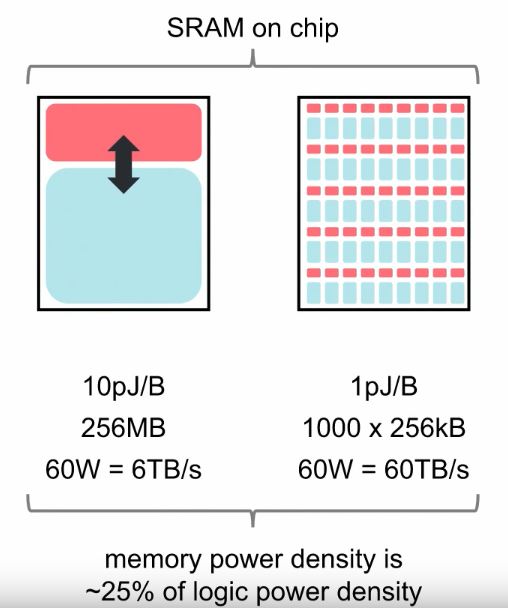 SRAM on chip
10pJ/B
256MB
60W = 6TB/s
1pJ/B
1000 x 256kB
60W = 60TB/s
memory power density is
~25% of logic power density